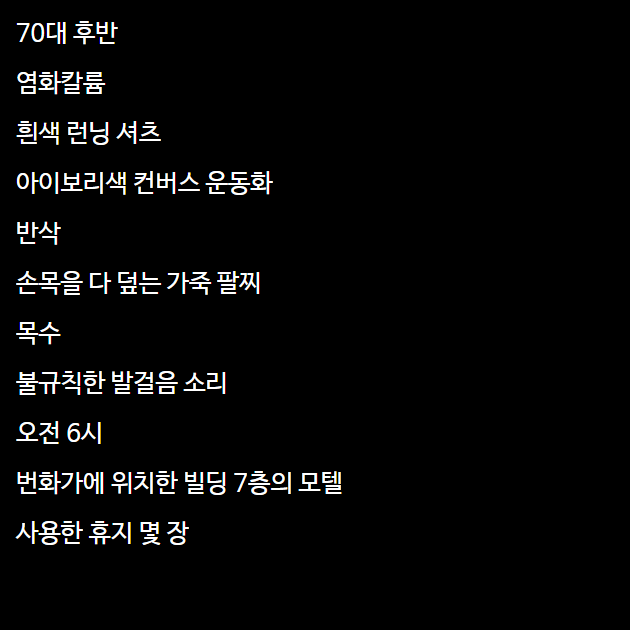 70대 후반
염화칼륨
흰색 런닝 셔츠
아이보리색 컨버스 운동화
반삭
손목을 다 덮는 가죽 팔찌
목수
불규칙한 발걸음 소리
오전 6시
번화가에 위치한 빌딩 7층의 모텔
사용한 휴지 몇 장